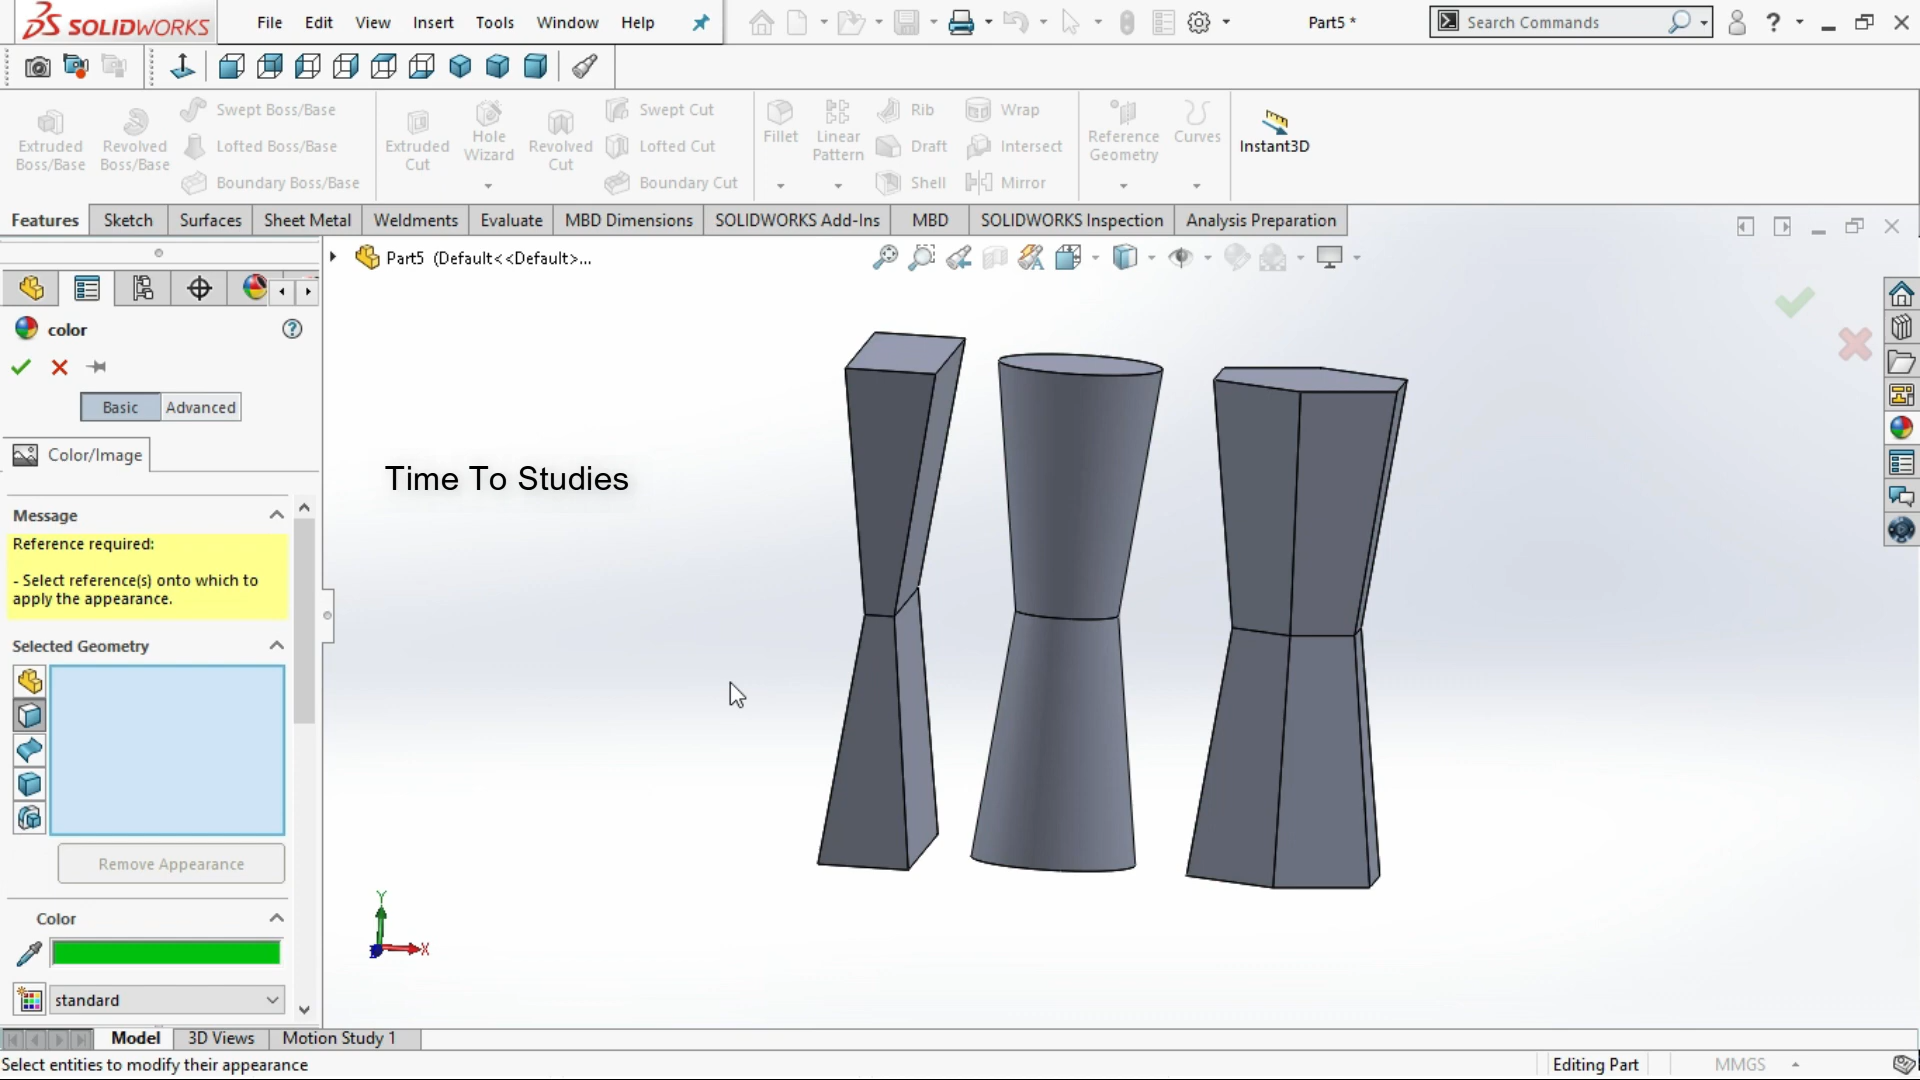 SOLIDWORKS
File Edit View Insert Tools Window Help
Part5 *
Search Commands
?
Extruded Boss/Base
Revolved Boss/Base
Swept Boss/Base
Lofted Boss/Base
Boundary Boss/Base
Extruded Cut
Hole Wizard
Revolved Cut
Swept Cut
Lofted Cut
Boundary Cut
Fillet
Linear Pattern
Rib
Draft
Shell
Wrap
Intersect
Mirror
Reference Geometry
Curves
Instant3D
Features Sketch Surfaces Sheet Metal Weldments Evaluate MBD Dimensions SOLIDWORKS Add-Ins MBD SOLIDWORKS Inspection Analysis Preparation
Part5 (Default<<Default>...
color
?
Basic Advanced
Color/Image
Message
Reference required:
- Select reference(s) onto which to
apply the appearance.
Selected Geometry
Remove Appearance
Color
standard
Time To Studies
Y
X
Z
Model 3D Views Motion Study 1
Select entities to modify their appearance
Editing Part
MMGS